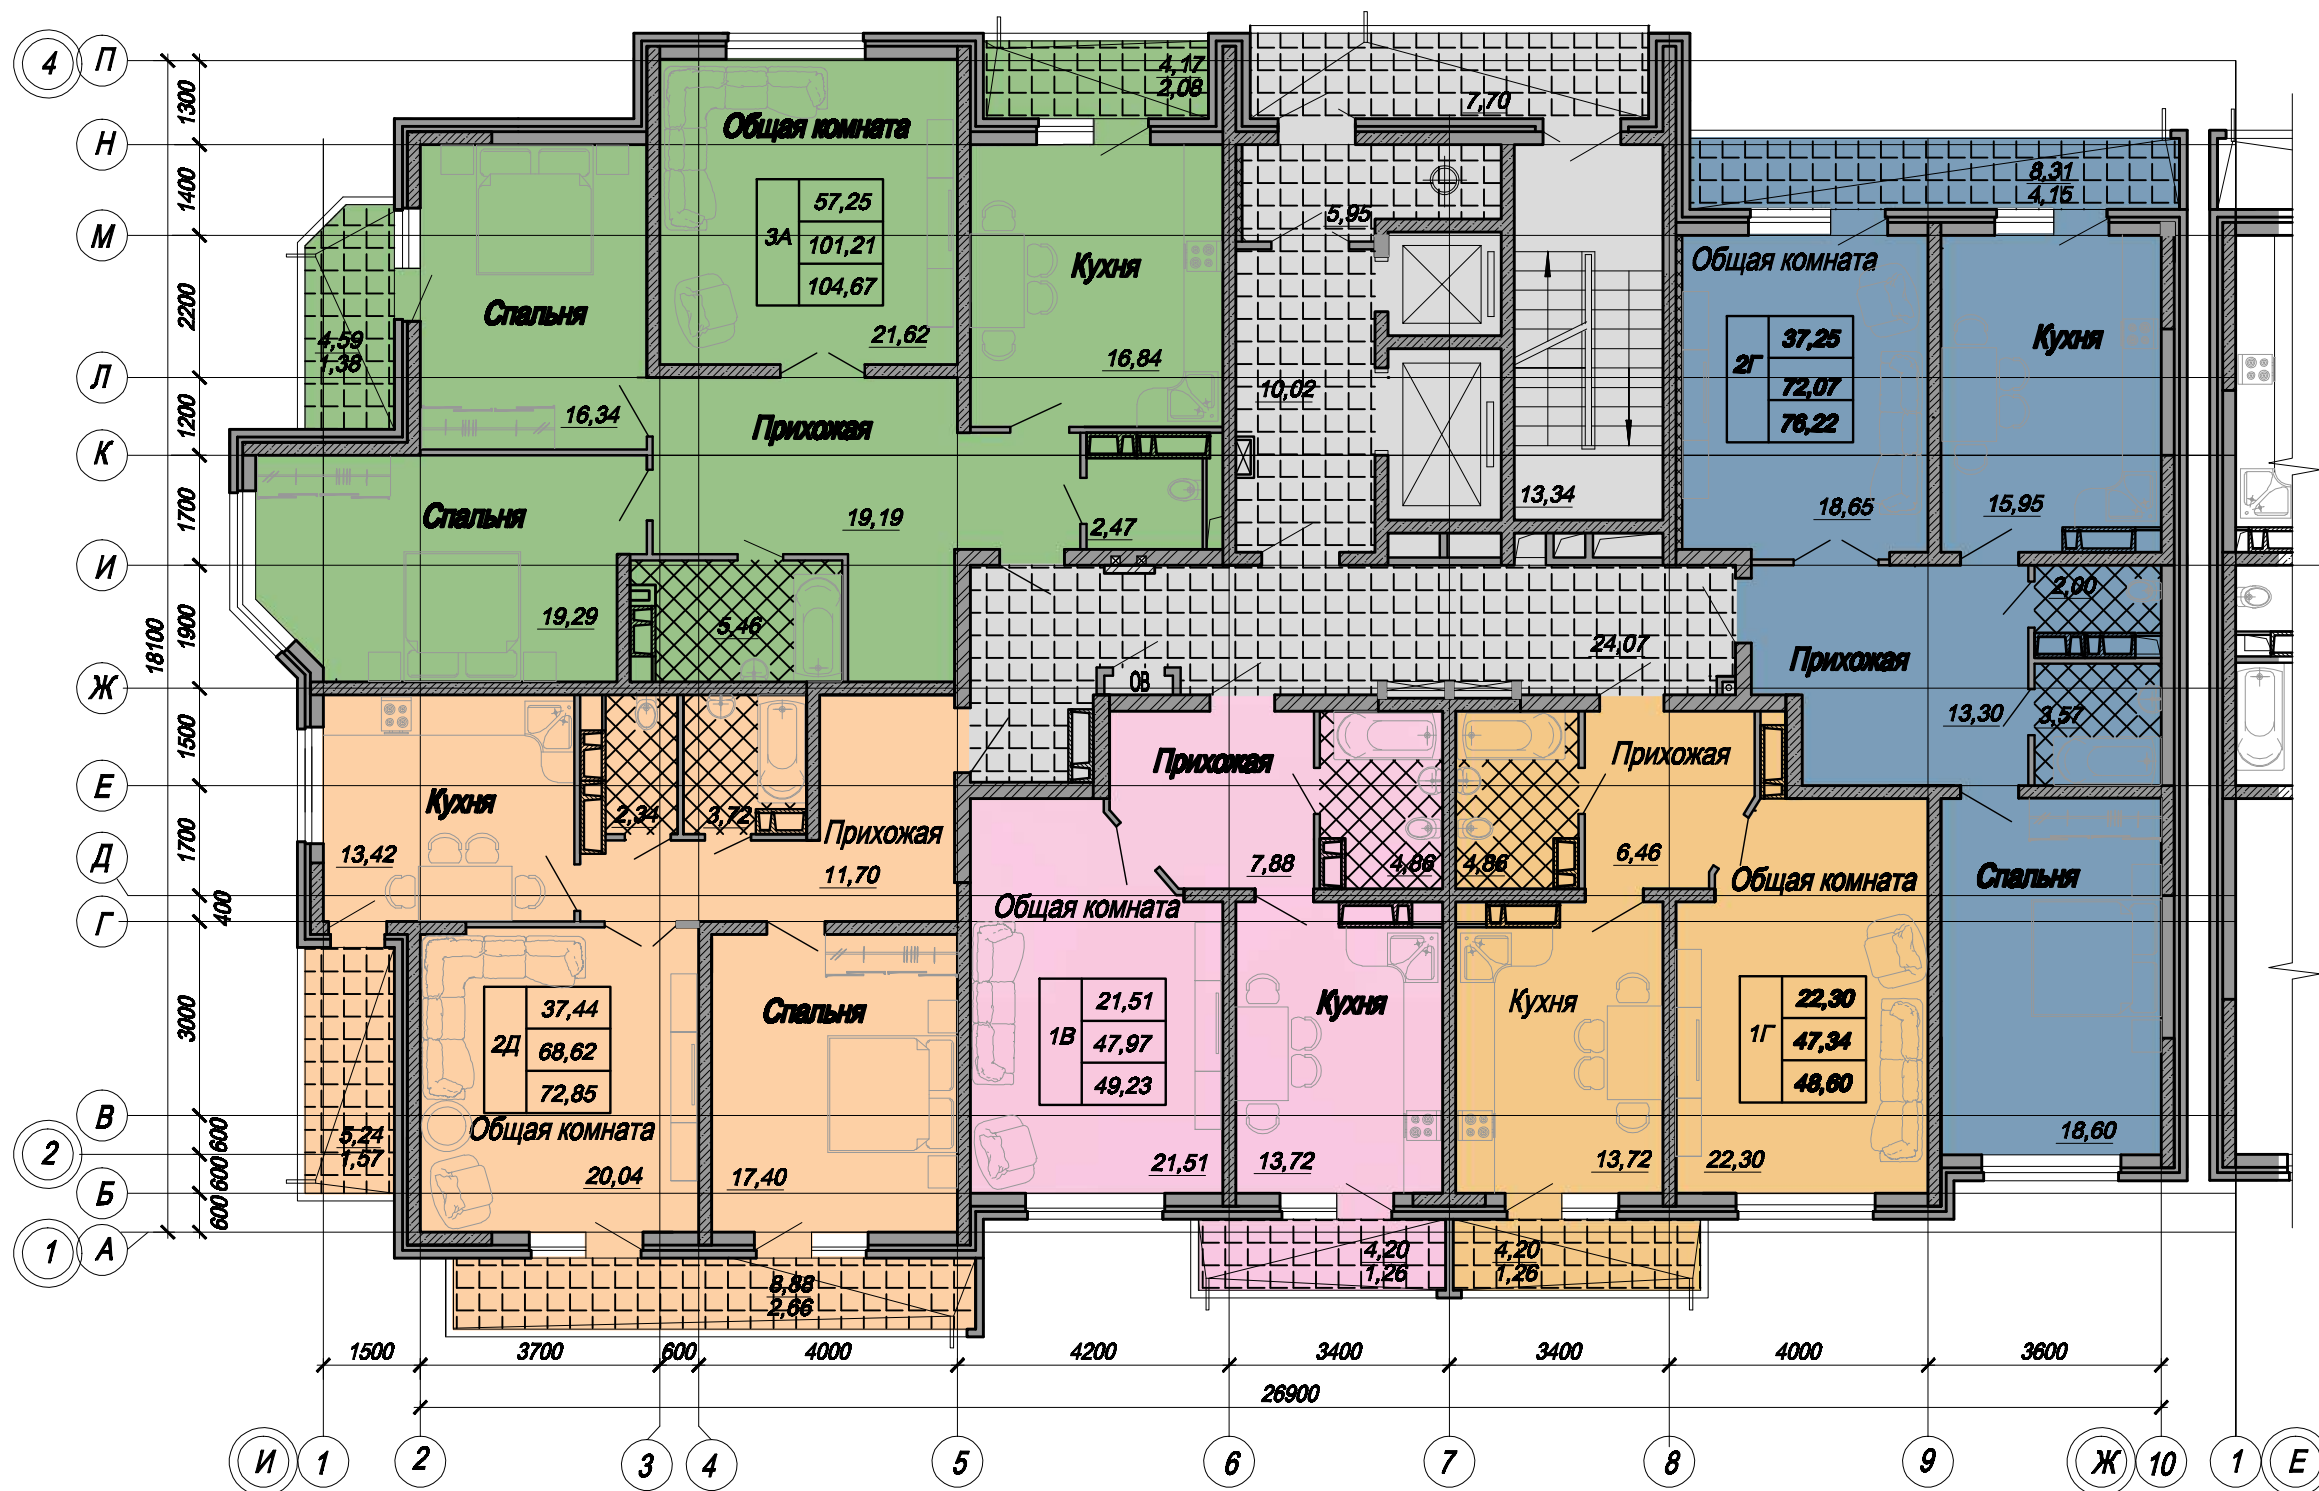 4 П
1300
Н
1400
М
2200
Л
1200
К
1700
И
1900
18100
Ж
1500
Е
1700
Д
400
Г
3000
В
600
2
600
Б
600
1 А
4,17
2,08
7,70
Общая комната
57,25
3А 101,21
104,67
21,62
Спальня
16,34
4,59
1,38
Кухня
16,84
5,95
10,02
13,34
8,31
4,15
Общая комната
37,25
2Г 72,07
76,22
18,65
Кухня
15,95
Прихожая
19,19
2,47
Спальня
19,29
5,46
24,07
ОВ
2,00
Прихожая
13,30
3,57
Кухня
13,42
2,34
3,72
Прихожая
11,70
Прихожая
7,88
4,86
4,86
Прихожая
6,46
Общая комната
Общая комната
Спальня
37,44
2Д 68,62
72,85
Общая комната
20,04
Спальня
17,40
21,51
1В 47,97
49,23
21,51
Кухня
13,72
Кухня
13,72
22,30
1Г 47,34
48,60
22,30
18,60
5,24
1,57
8,88
2,66
4,20
1,26
4,20
1,26
1500 3700 600 4000 4200 3400 3400 4000 3600
26900
И 1 2 3 4 5 6 7 8 9 Ж 10 1 Е